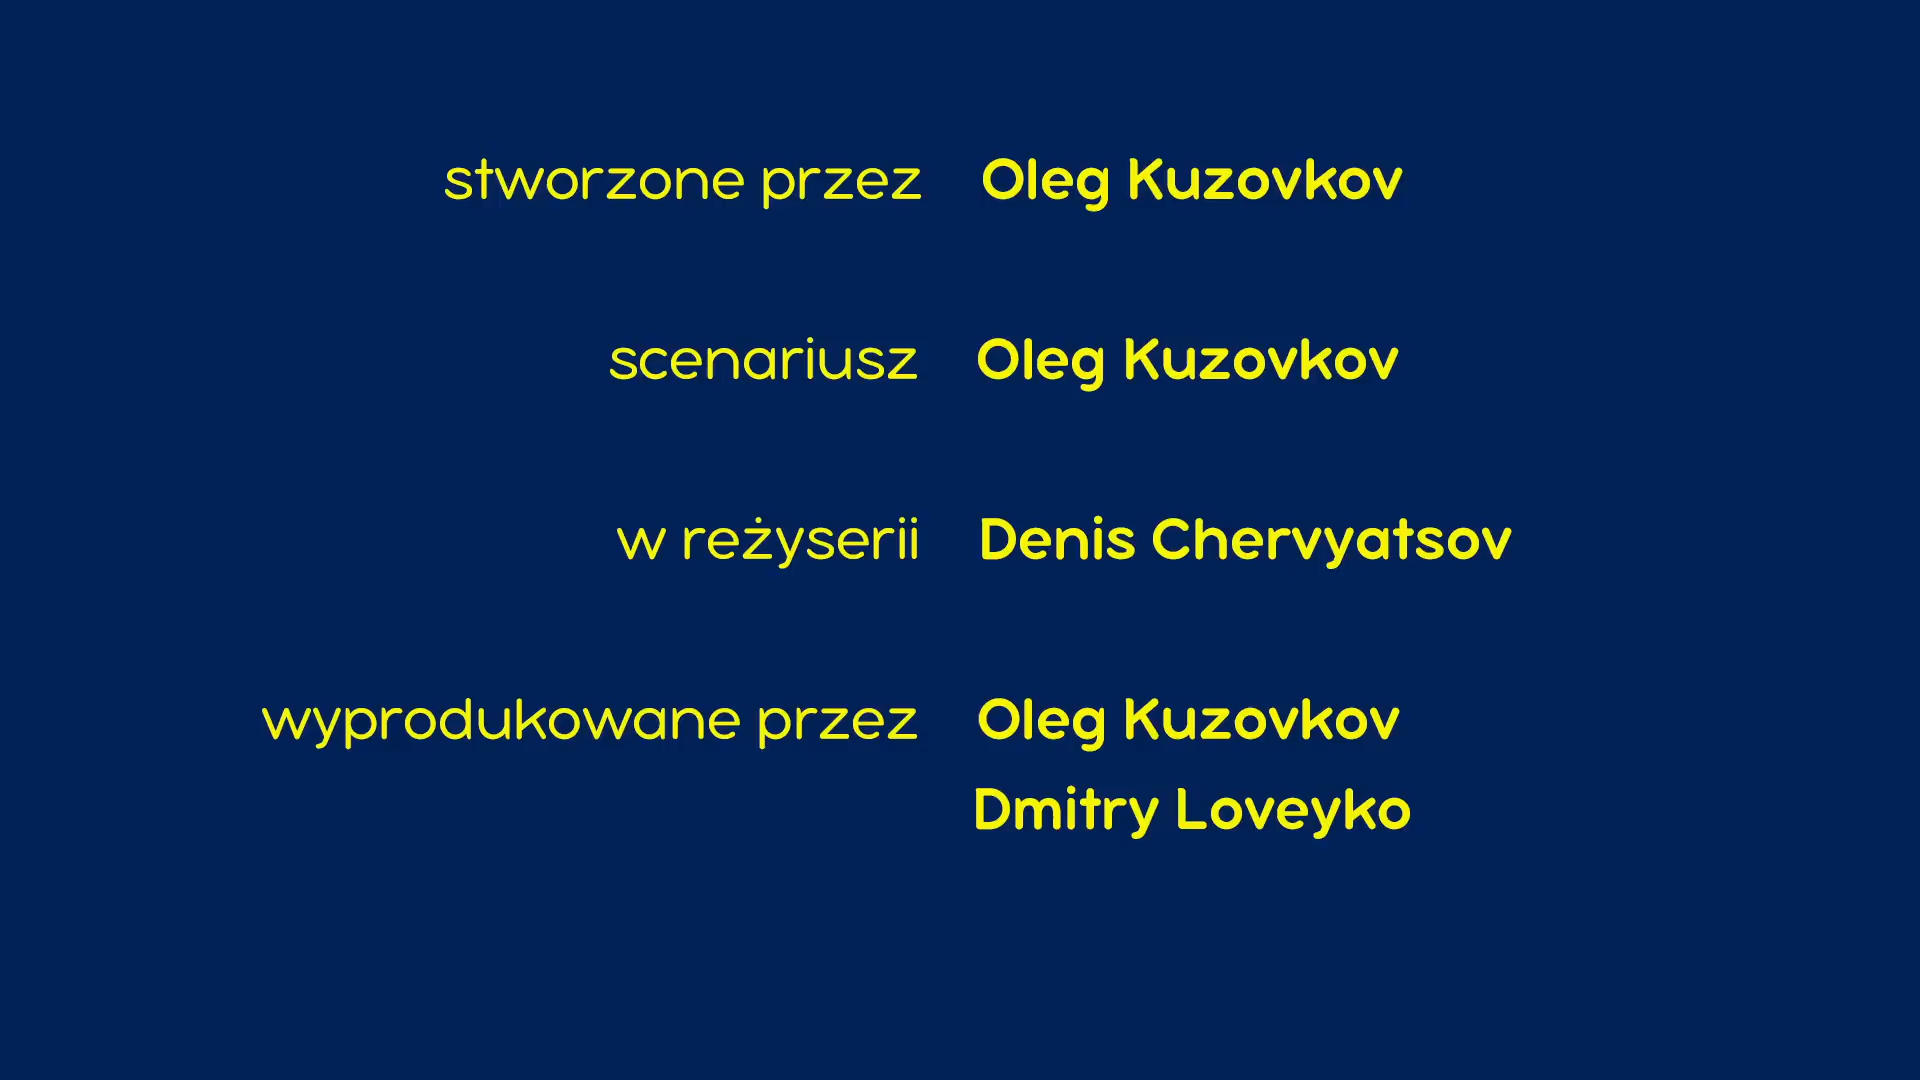 stworzone przez Oleg Kuzovkov
scenariusz Oleg Kuzovkov
w reżyserii Denis Chervyatsov
wyprodukowane przez Oleg Kuzovkov
Dmitry Loveyko